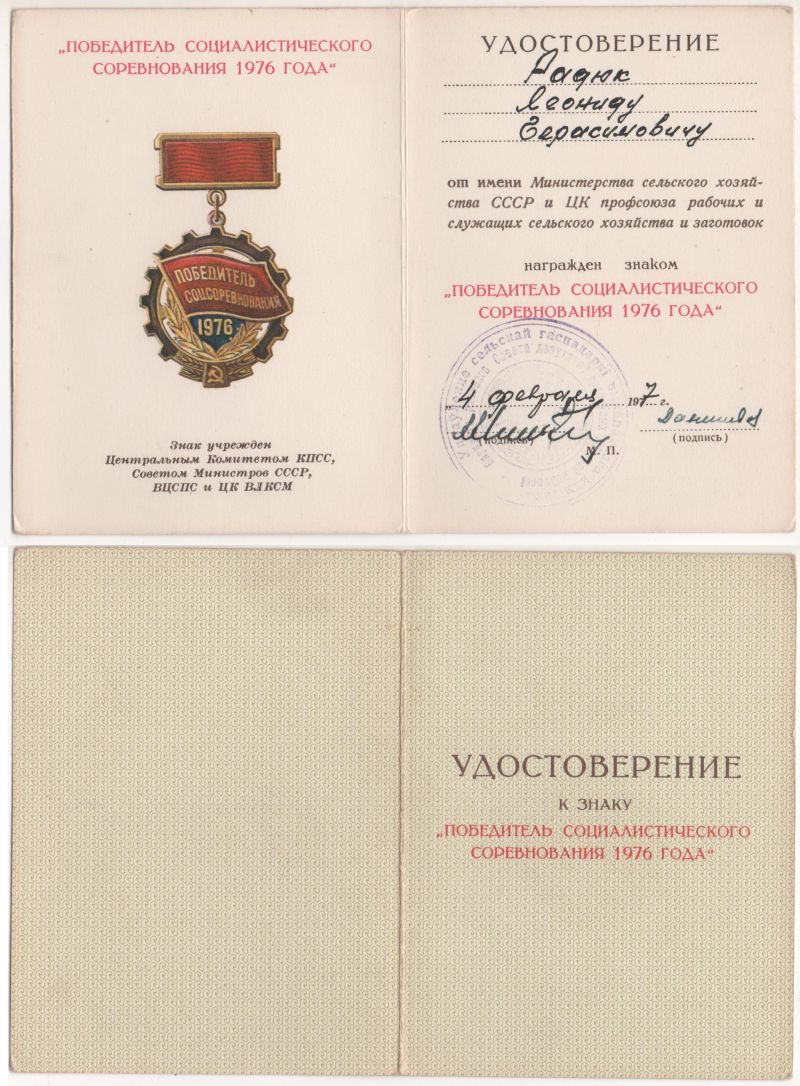 „ПОБЕДИТЕЛЬ СОЦИАЛИСТИЧЕСКОГО
СОРЕВНОВАНИЯ 1976 ГОДА“
ПОБЕДИТЕЛЬ
СОЦСОРЕВНОВАНИЯ
1976
Знак учрежден
Центральным Комитетом КПСС,
Советом Министров СССР,
ВЦСПС и ЦК ВЛКСМ
УДОСТОВЕРЕНИЕ
Радюк
Леониду
Герасимовичу
от имени Министерства сельского хозяй-
ства СССР и ЦК профсоюза рабочих и
служащих сельского хозяйства и заготовок
награжден знаком
„ПОБЕДИТЕЛЬ СОЦИАЛИСТИЧЕСКОГО
СОРЕВНОВАНИЯ 1976 ГОДА“
сельскай гаспадаркі
„4 февраля 1977 г.
(подпись)
(подпись)
М. П.
УДОСТОВЕРЕНИЕ
К ЗНАКУ
„ПОБЕДИТЕЛЬ СОЦИАЛИСТИЧЕСКОГО
СОРЕВНОВАНИЯ 1976 ГОДА“